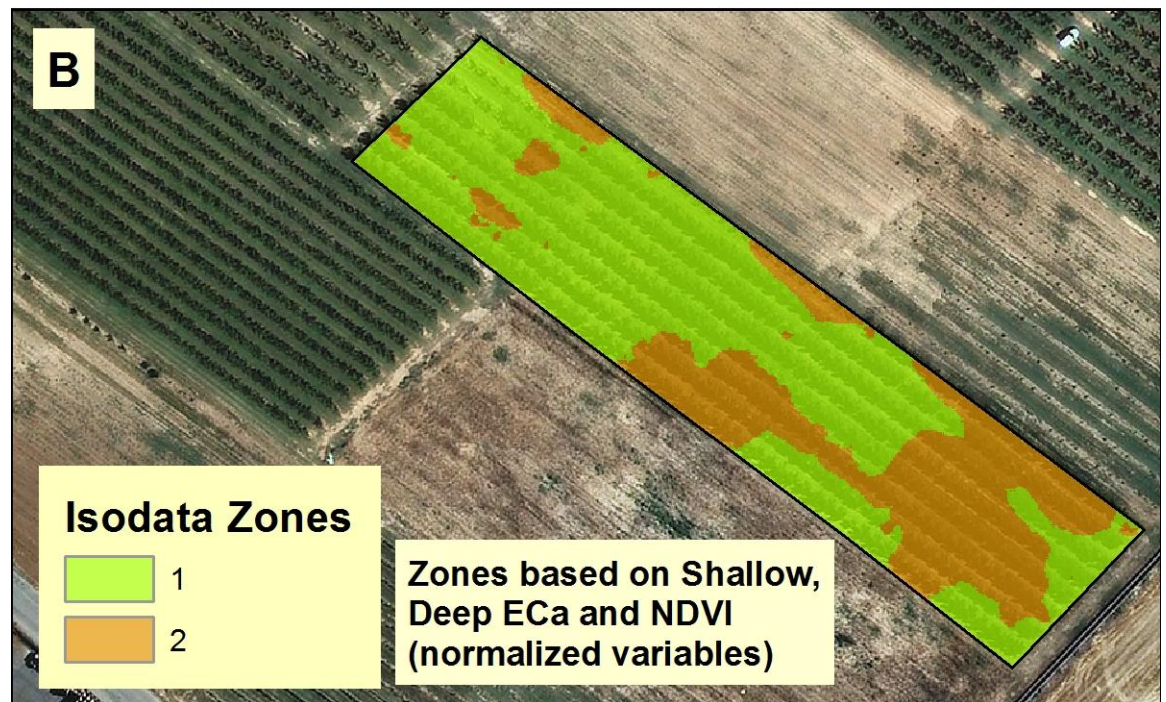 B
Isodata Zones
1
2
Zones based on Shallow,
Deep ECa and NDVI
(normalized variables)